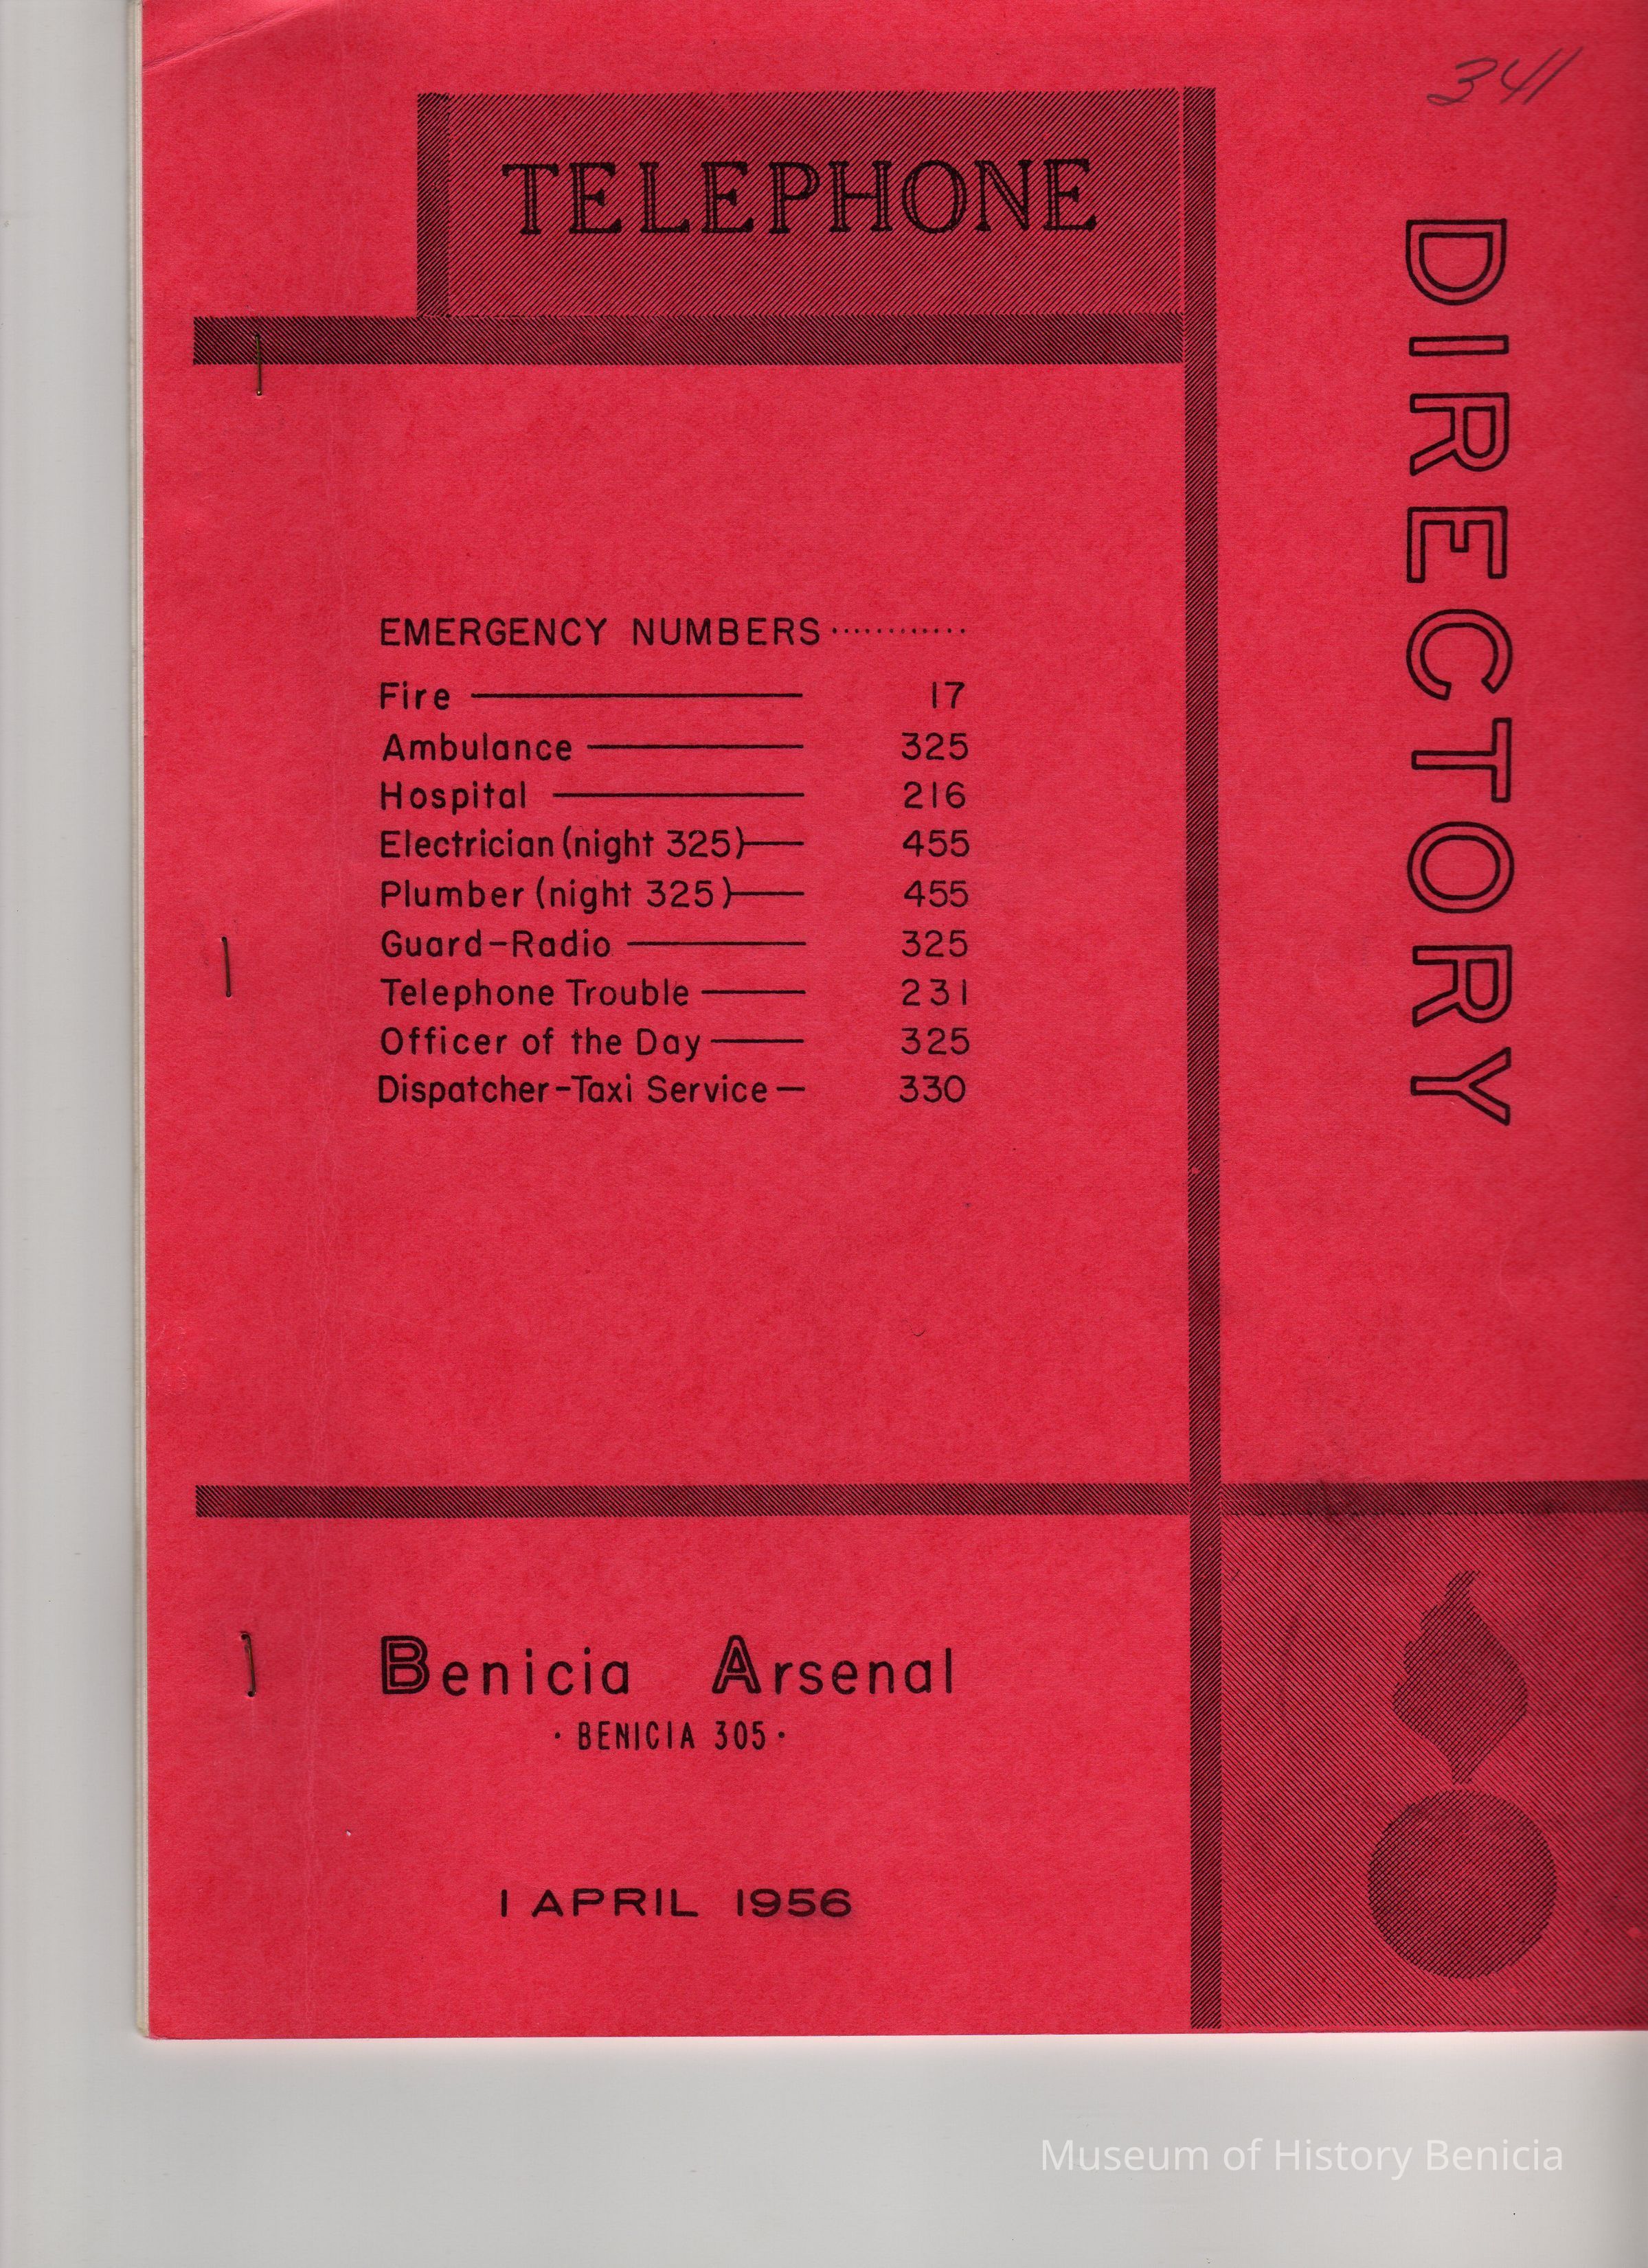 341
TELEPHONE
DIRECTORY
EMERGENCY NUMBERS............
Fire — 17
Ambulance — 325
Hospital — 216
Electrician (night 325) — 455
Plumber (night 325) — 455
Guard-Radio — 325
Telephone Trouble — 231
Officer of the Day — 325
Dispatcher-Taxi Service — 330
Benicia Arsenal
· BENICIA 305 ·
1 APRIL 1956
Museum of History Benicia